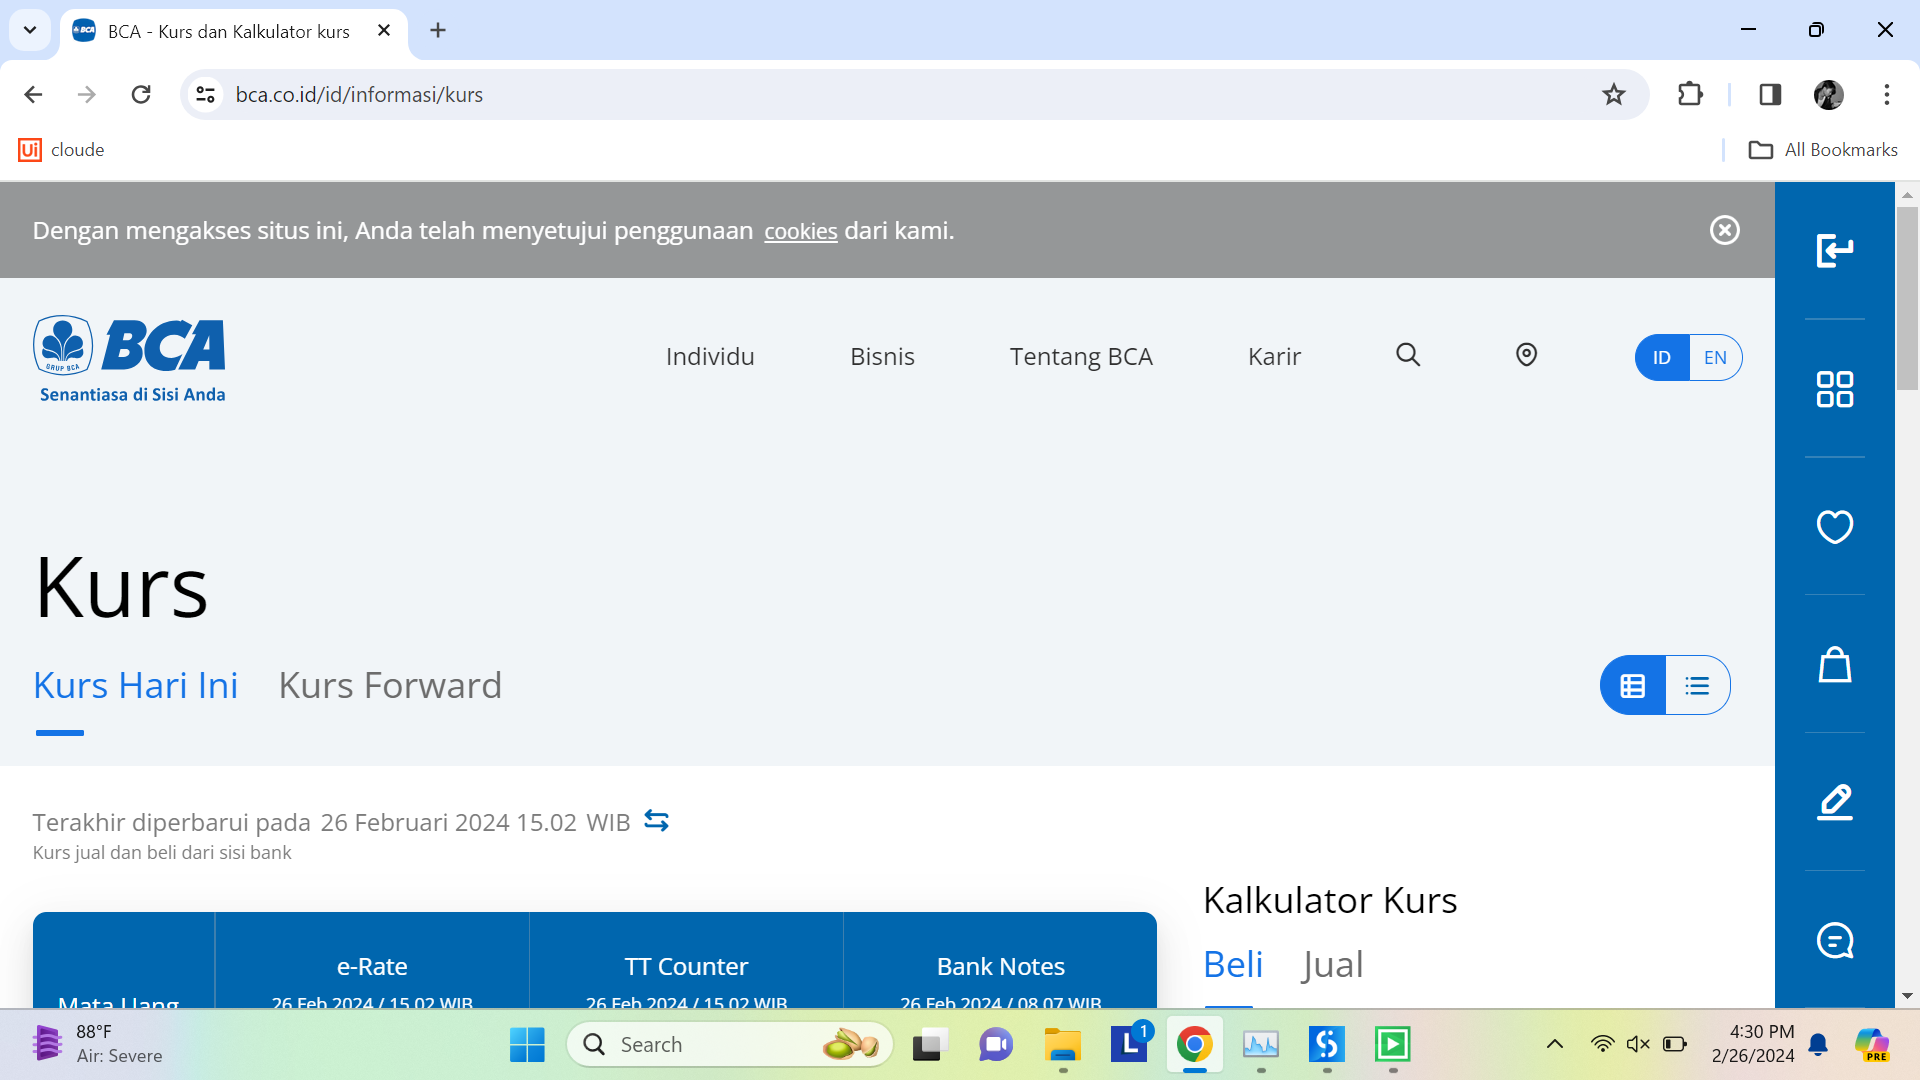 BCA - Kurs dan Kalkulator kurs
bca.co.id/id/informasi/kurs
Ui cloude
All Bookmarks
Dengan mengakses situs ini, Anda telah menyetujui penggunaan cookies dari kami.
GRUP BCA
BCA
Senantiasa di Sisi Anda
Individu
Bisnis
Tentang BCA
Karir
ID EN
Kurs
Kurs Hari Ini
Kurs Forward
Terakhir diperbarui pada 26 Februari 2024 15.02 WIB
Kurs jual dan beli dari sisi bank
Mata Uang
e-Rate
26 Feb 2024 / 15.02 WIB
TT Counter
26 Feb 2024 / 15.02 WIB
Bank Notes
26 Feb 2024 / 08.07 WIB
Kalkulator Kurs
Beli
Jual
88°F
Air: Severe
Search
L
1
4:30 PM
2/26/2024
PRE